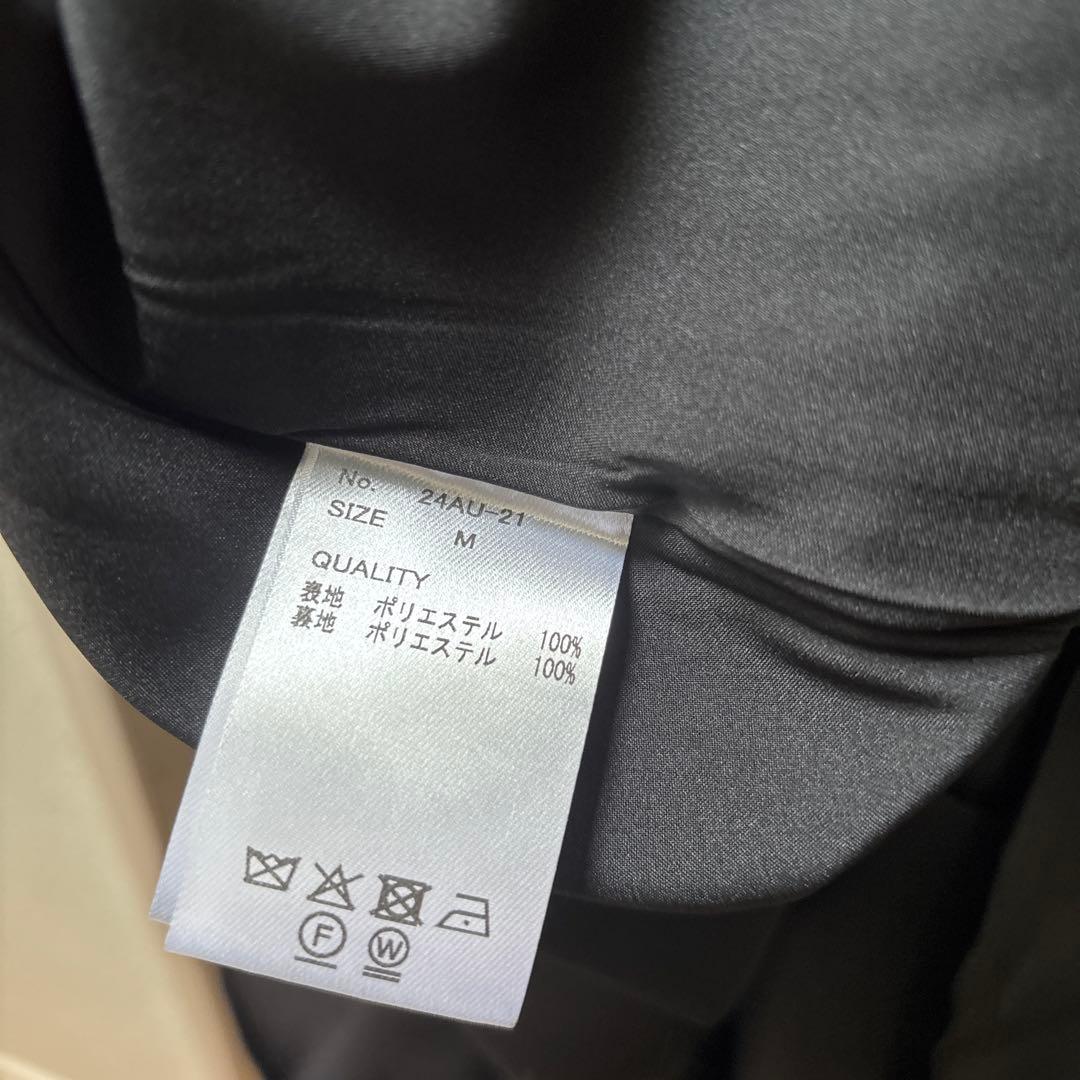 No. 24AU-21
SIZE M
QUALITY
表地 ポリエステル 100%
裏地 ポリエステル 100%
F W